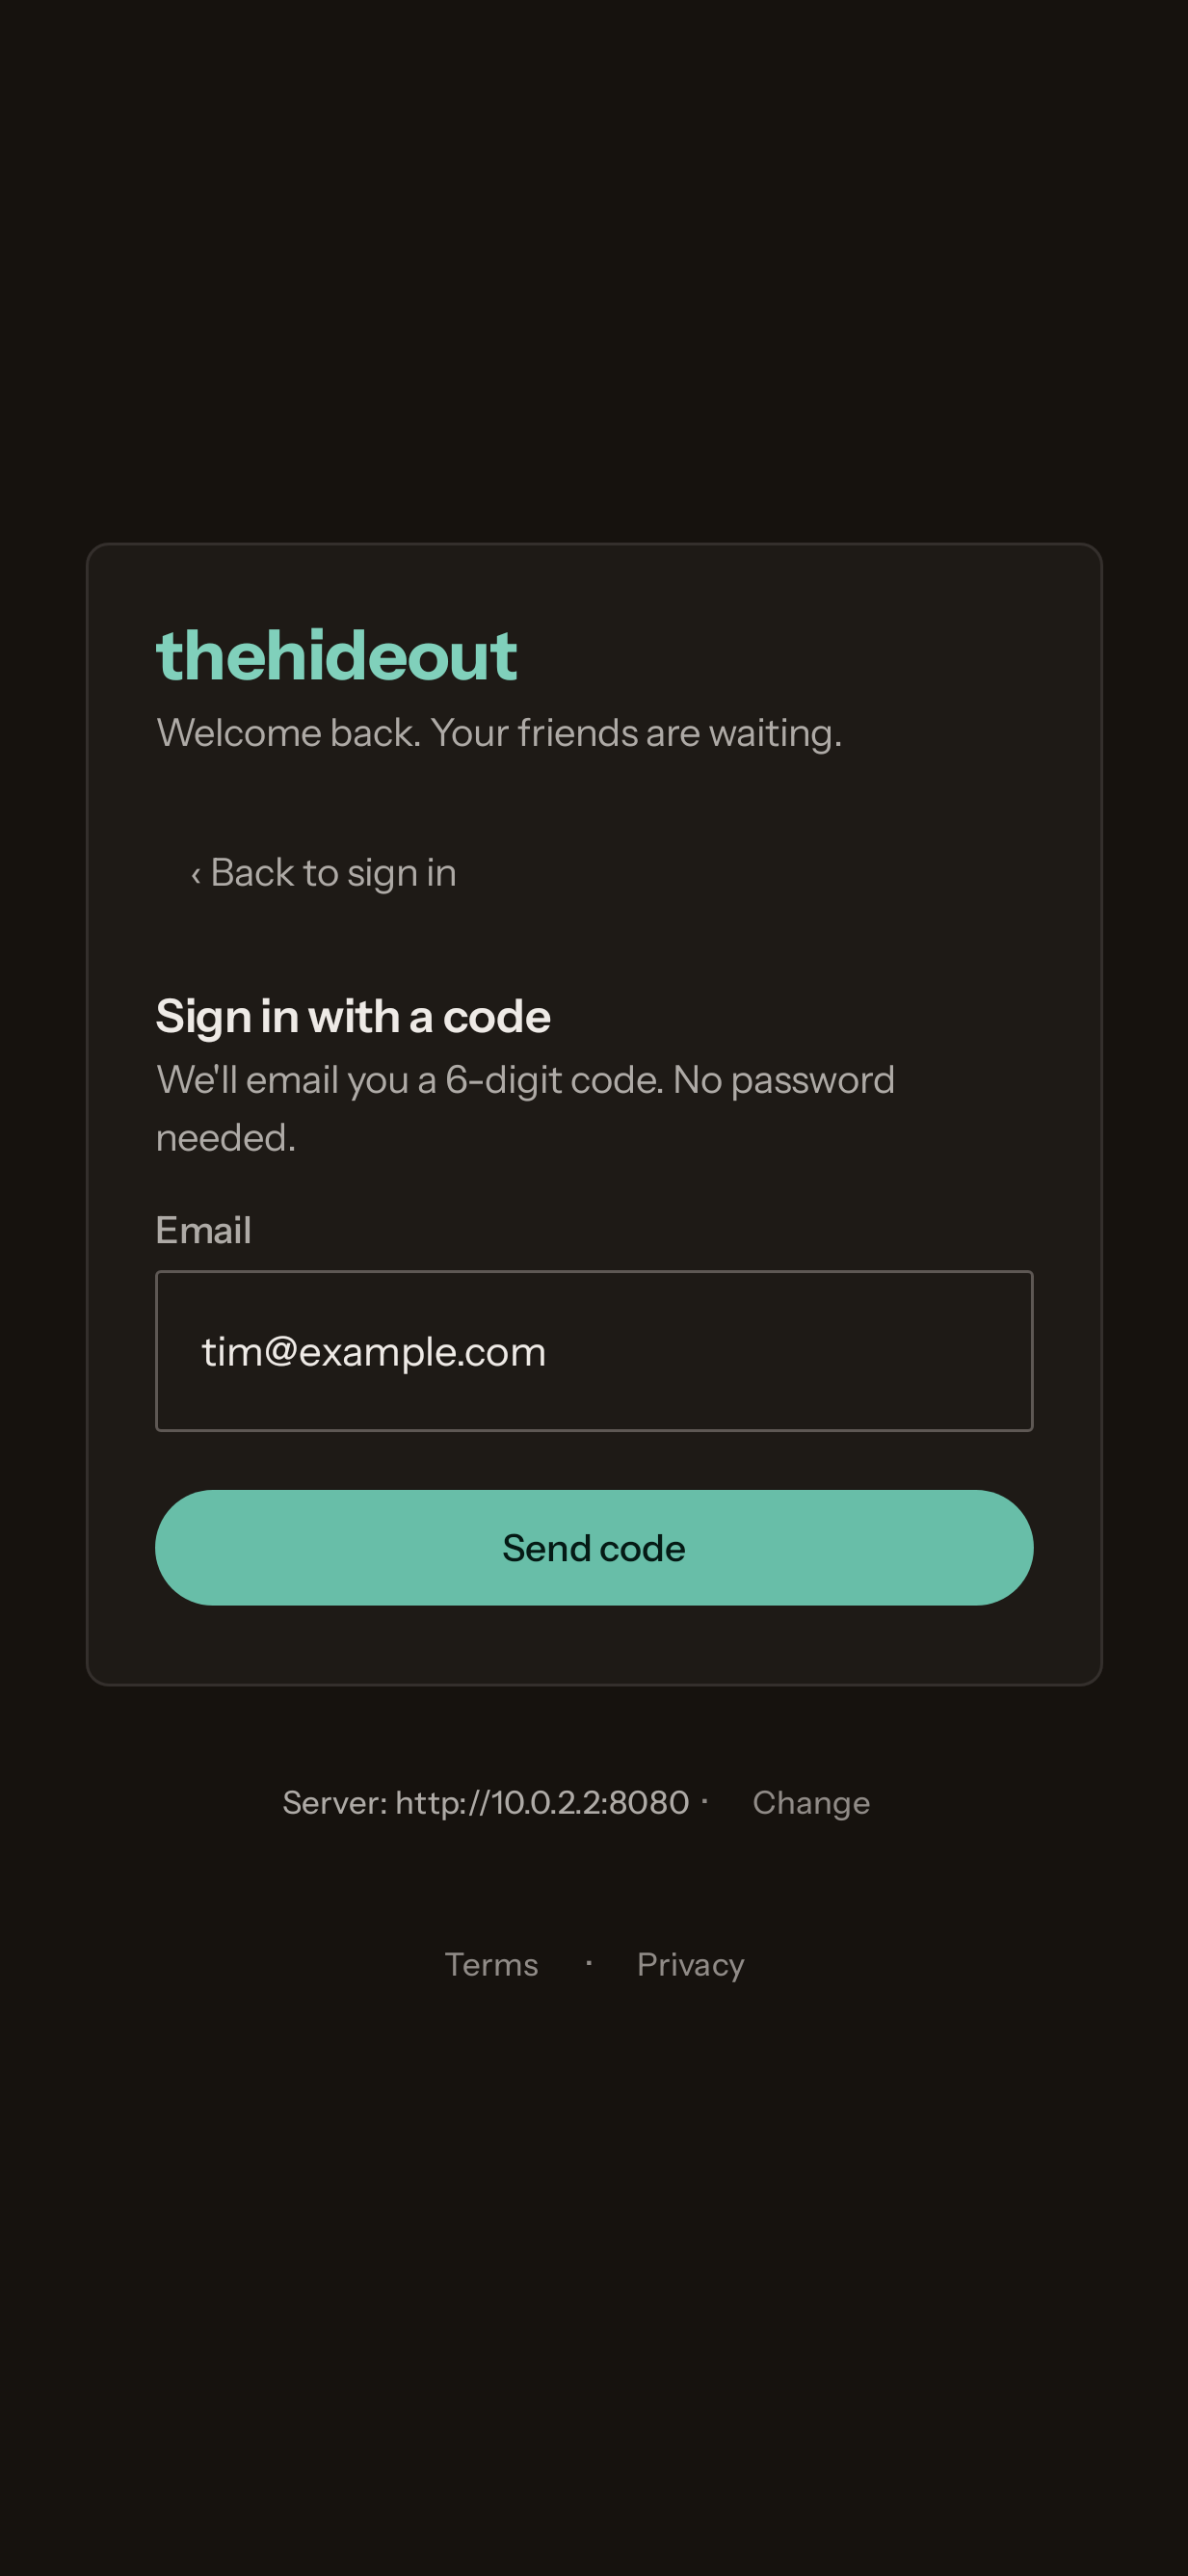 thehideout
Welcome back. Your friends are waiting.
‹ Back to sign in
Sign in with a code
We'll email you a 6-digit code. No password
needed.
Email
tim@example.com
Send code
Server: http://10.0.2.2:8080 · Change
Terms · Privacy